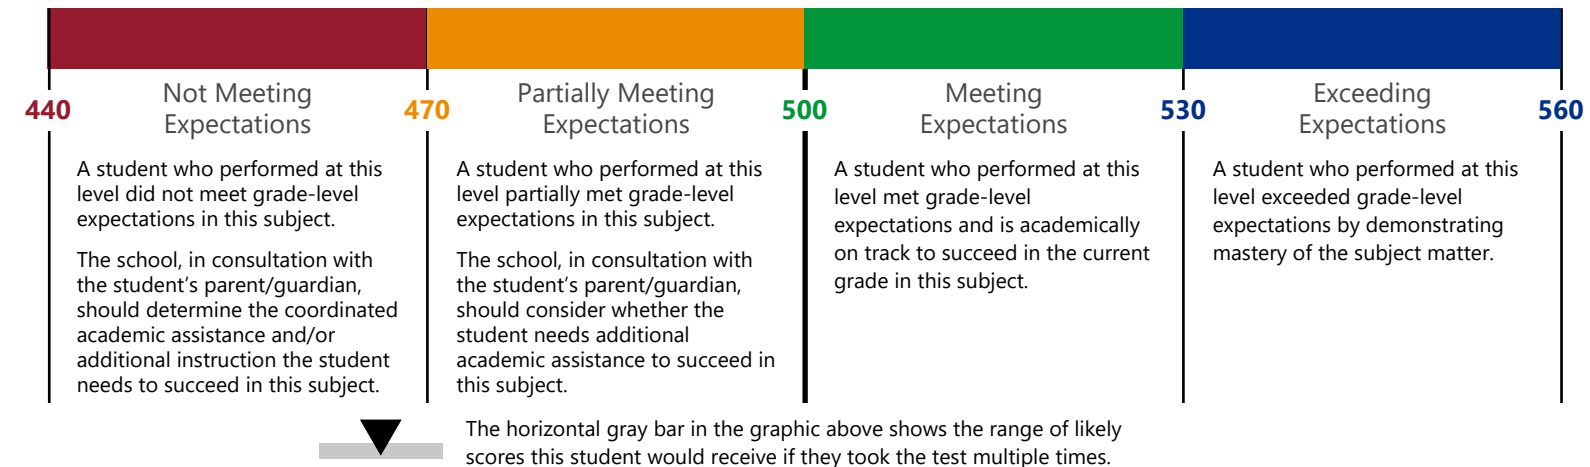 440
Not Meeting
Expectations
470
Partially Meeting
Expectations
500
Meeting
Expectations
530
Exceeding
Expectations
560
A student who performed at this
level did not meet grade-level
expectations in this subject.
The school, in consultation with
the student’s parent/guardian,
should determine the coordinated
academic assistance and/or
additional instruction the student
needs to succeed in this subject.
A student who performed at this
level partially met grade-level
expectations in this subject.
The school, in consultation with
the student’s parent/guardian,
should consider whether the
student needs additional
academic assistance to succeed in
this subject.
A student who performed at this
level met grade-level
expectations and is academically
on track to succeed in the current
grade in this subject.
A student who performed at this
level exceeded grade-level
expectations by demonstrating
mastery of the subject matter.
The horizontal gray bar in the graphic above shows the range of likely
scores this student would receive if they took the test multiple times.